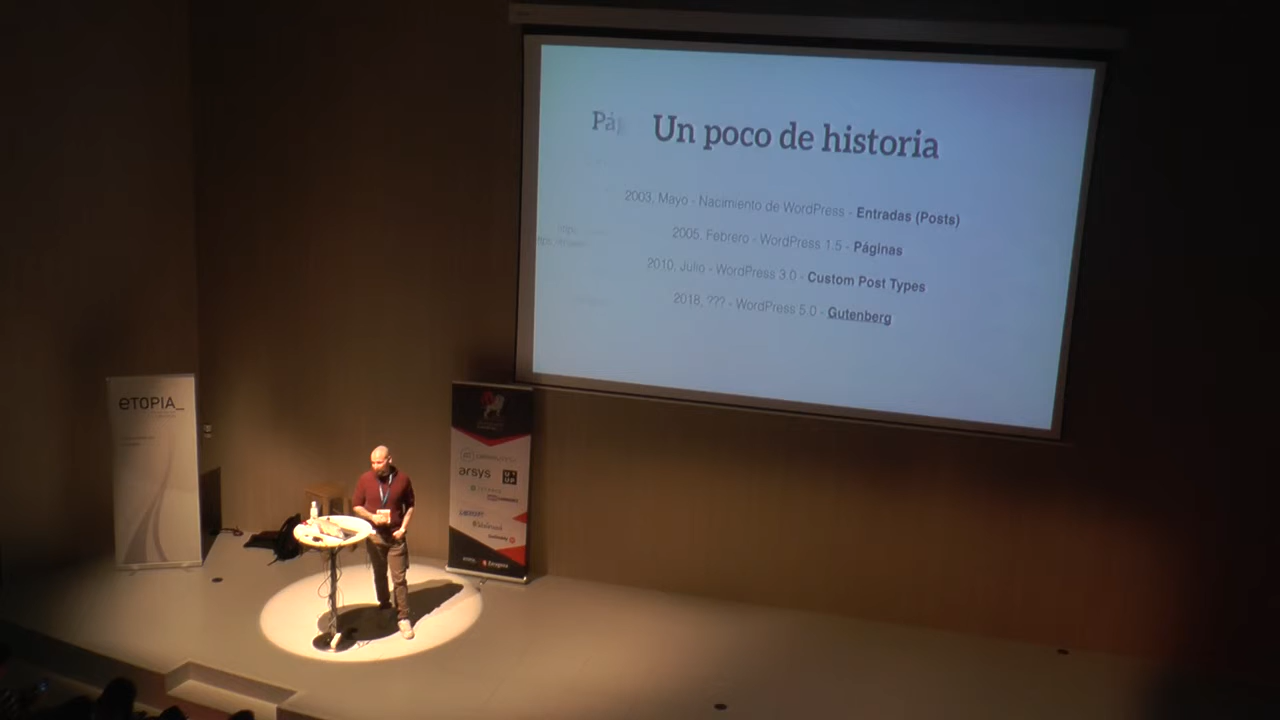 Un poco de historia
2003, Mayo - Nacimiento de WordPress - Entradas (Posts)
2005, Febrero - WordPress 1.5 - Páginas
2010, Julio - WordPress 3.0 - Custom Post Types
2018, ??? - WordPress 5.0 - Gutenberg
eTOPIA_
arsys
Zaragoza